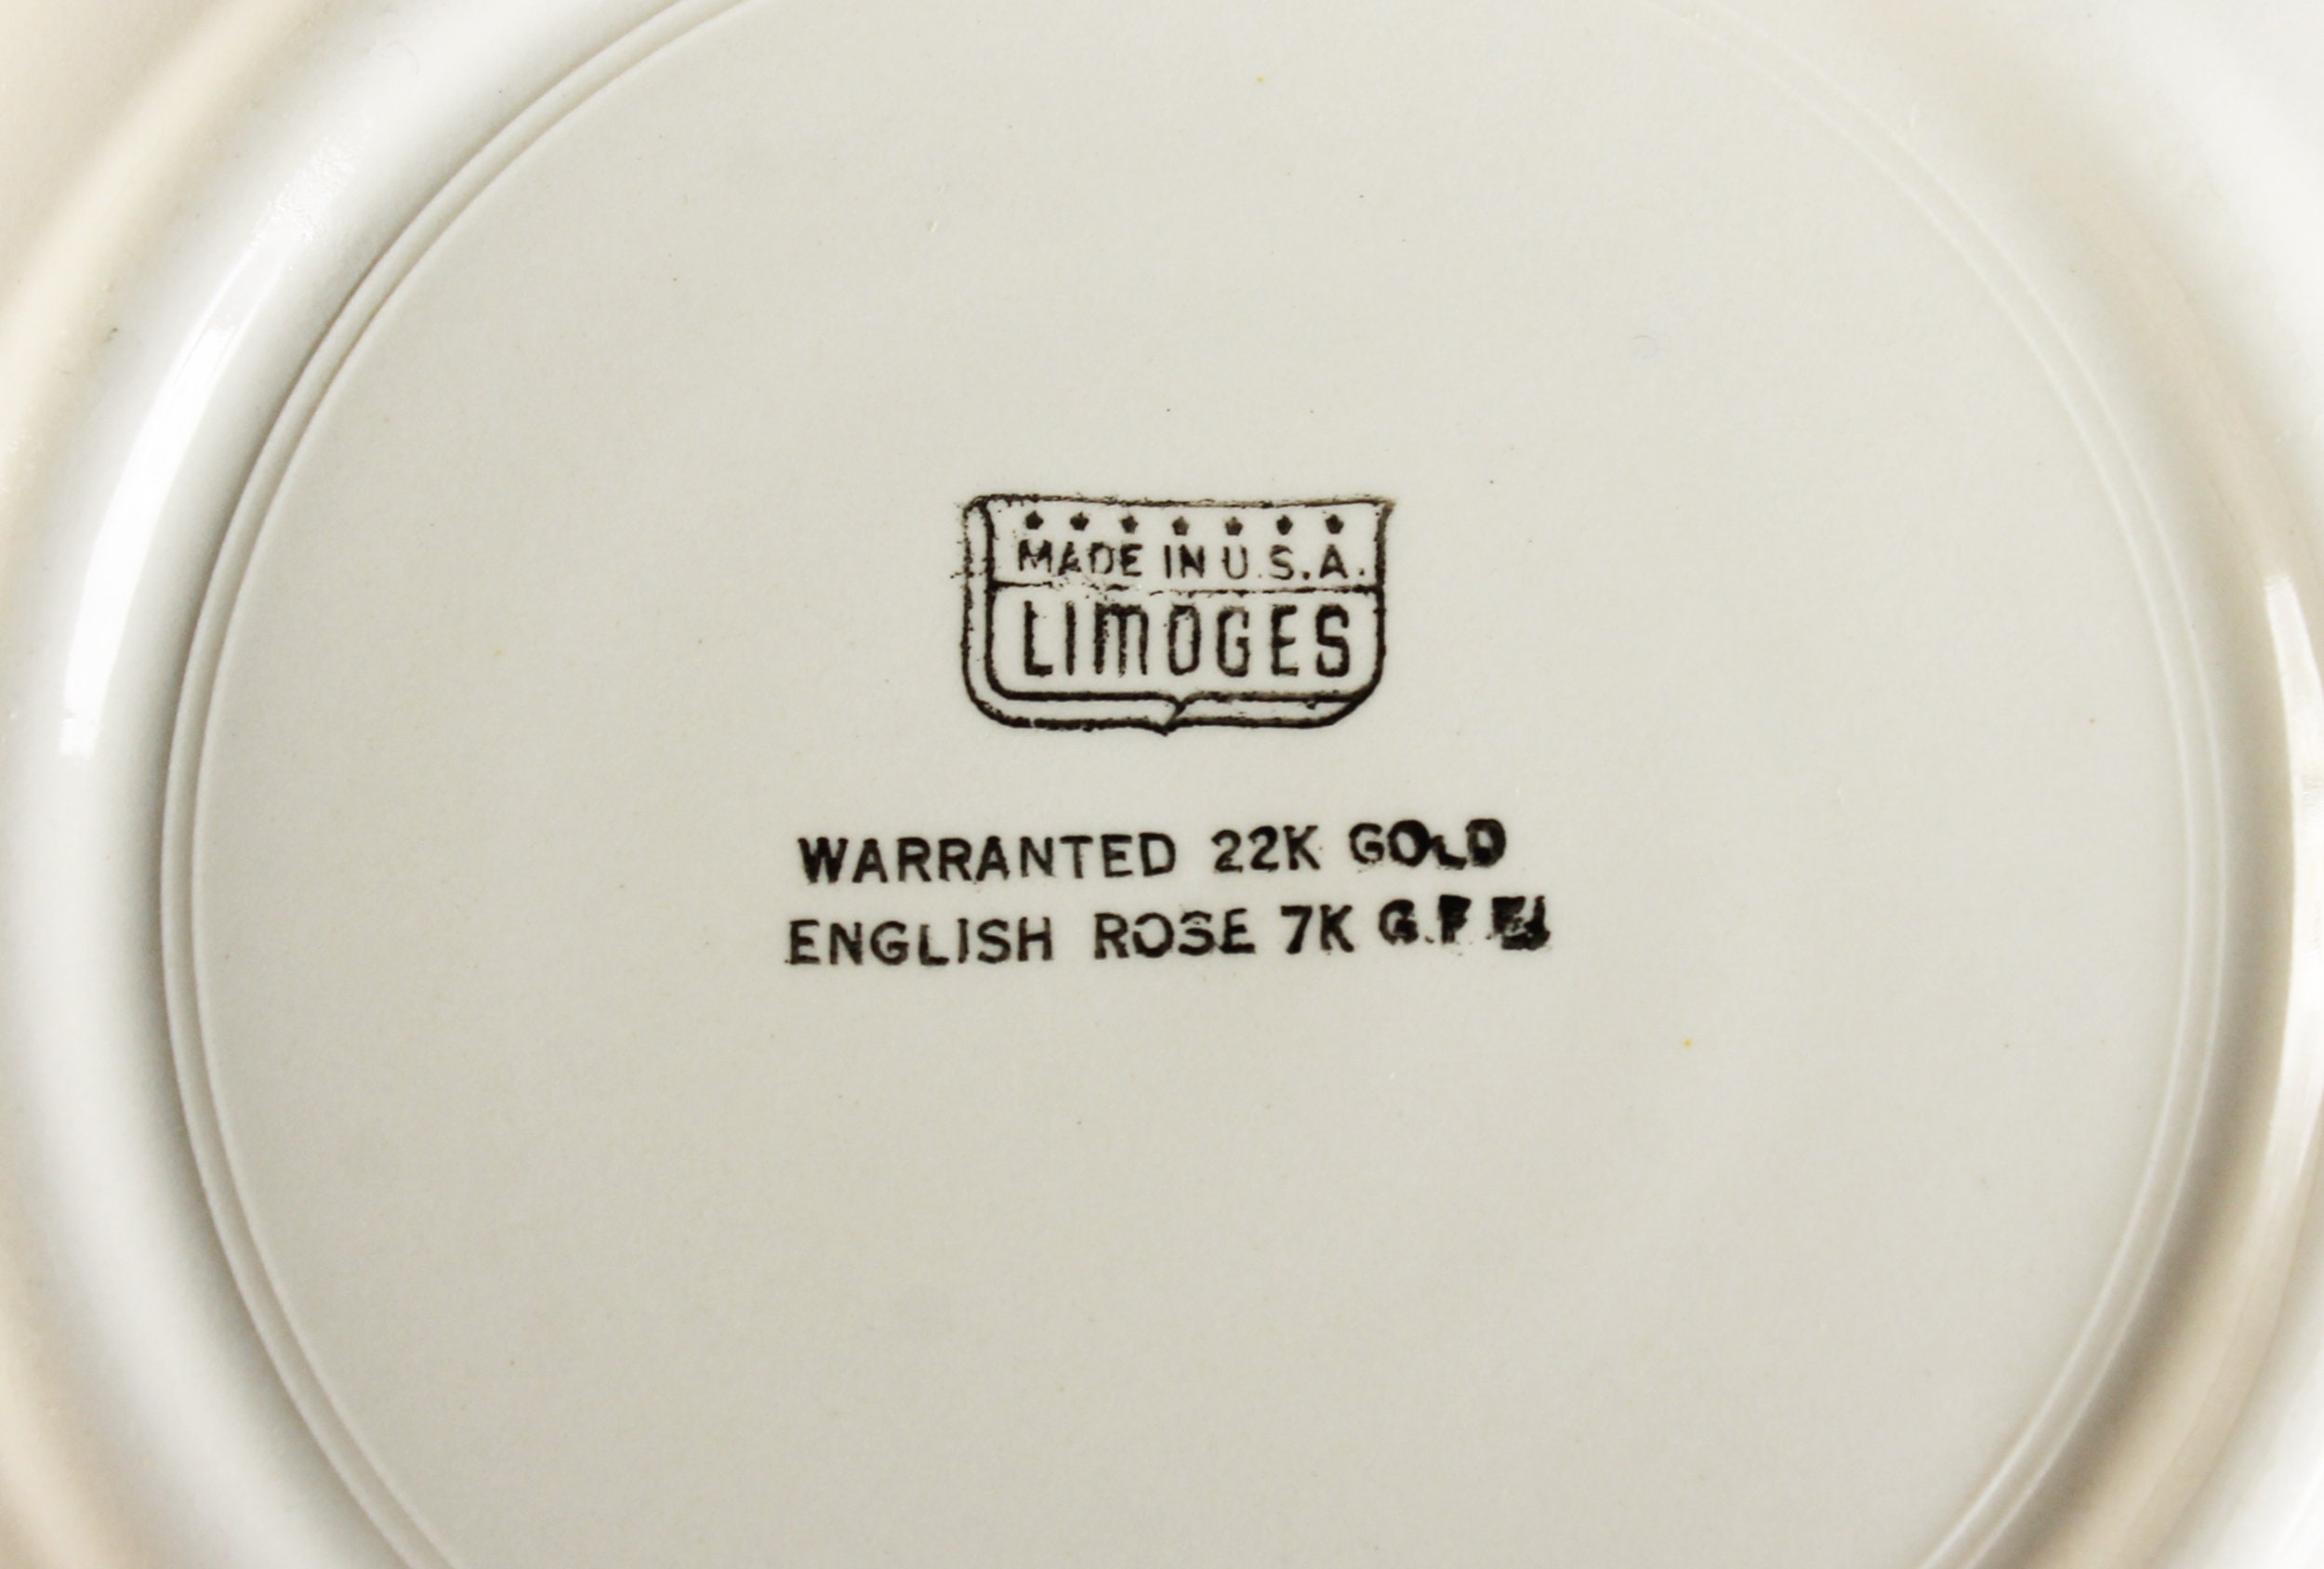 MADE IN U.S.A.
LIMOGES
WARRANTED 22K GOLD
ENGLISH ROSE 7K